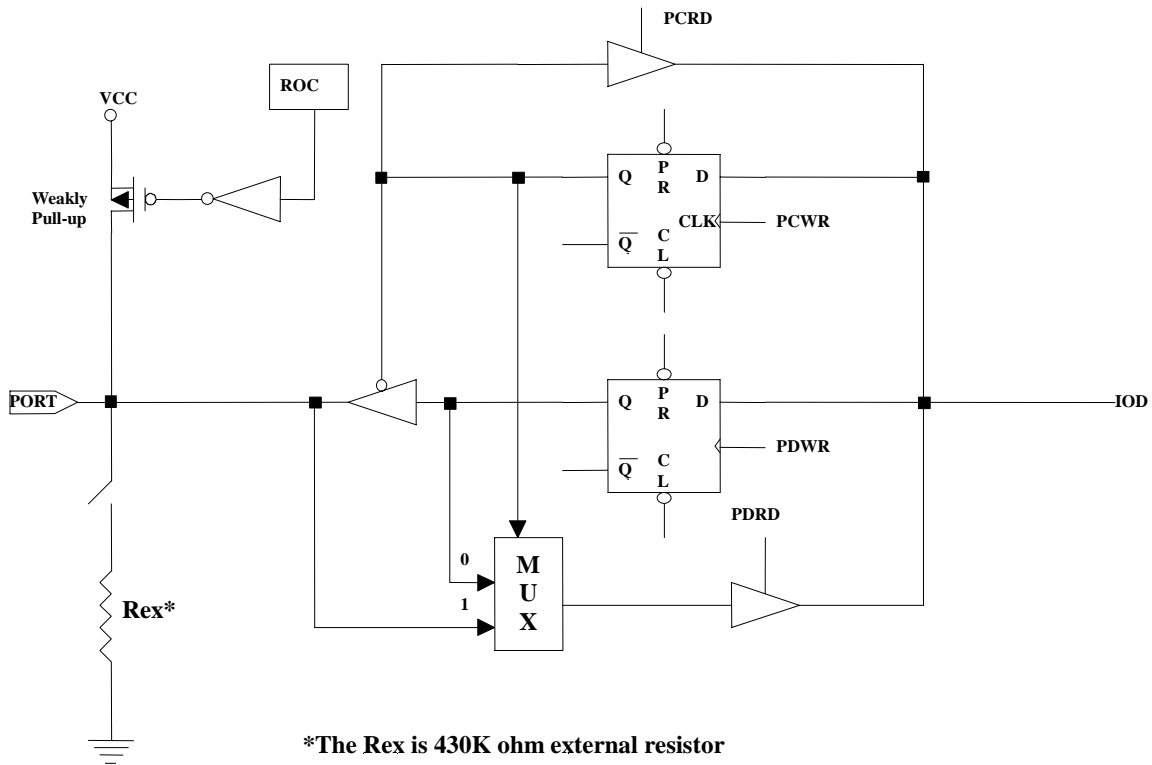 PCRD
ROC
VCC
Weakly
Pull-up
Q
P
R
D
CLK
PCWR
Q
C
L
PORT
Q
P
R
D
IOD
Q
C
L
PDWR
PDRD
0
1
M
U
X
Rex*
*The Rex is 430K ohm external resistor